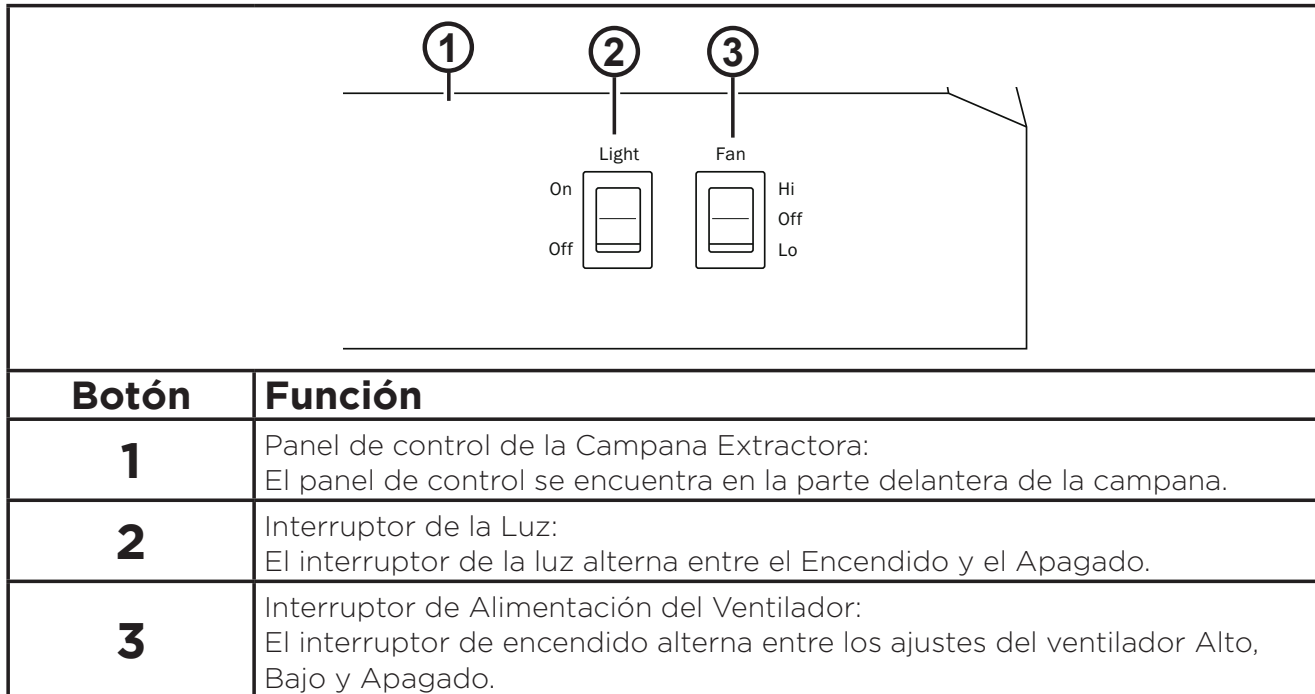 1 2 3
Light Fan
On Hi
Off
Off Lo
Botón Función
1 Panel de control de la Campana Extractora:
El panel de control se encuentra en la parte delantera de la campana.
2 Interruptor de la Luz:
El interruptor de la luz alterna entre el Encendido y el Apagado.
3 Interruptor de Alimentación del Ventilador:
El interruptor de encendido alterna entre los ajustes del ventilador Alto,
Bajo y Apagado.